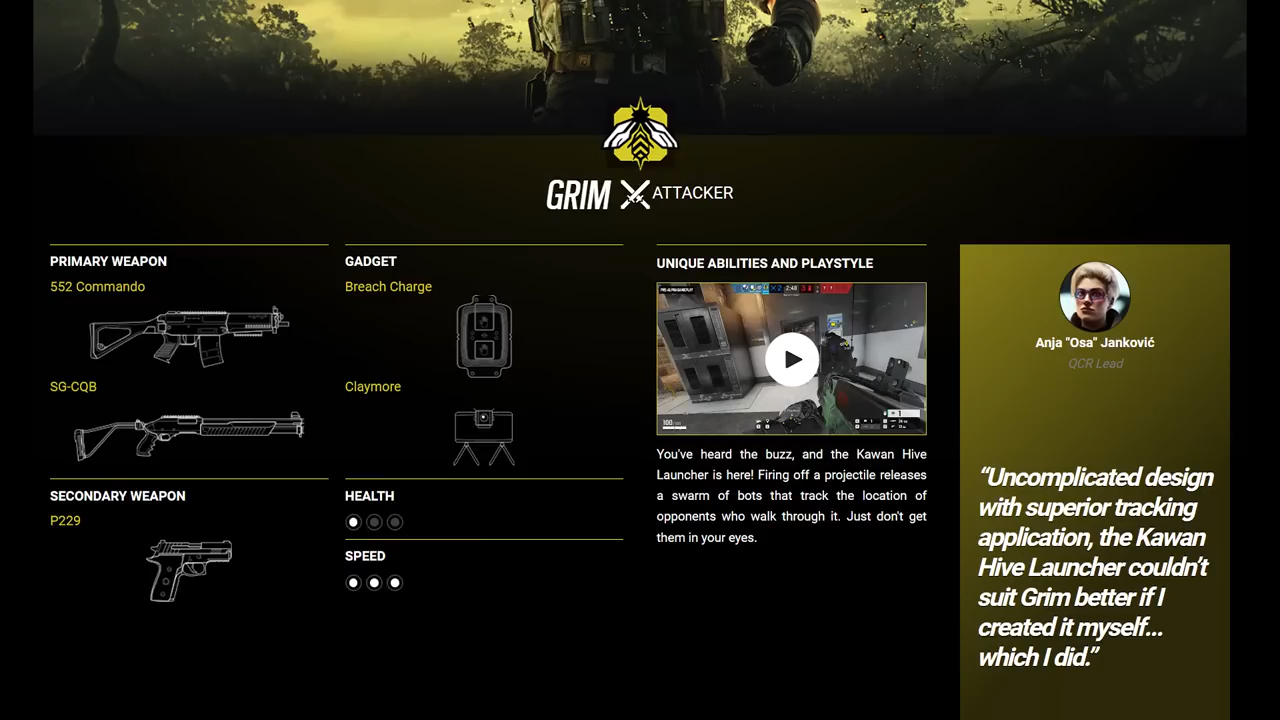 GRIM ATTACKER
PRIMARY WEAPON
552 Commando
SG-CQB
SECONDARY WEAPON
P229
GADGET
Breach Charge
Claymore
HEALTH
SPEED
UNIQUE ABILITIES AND PLAYSTYLE
2:48
100
You've heard the buzz, and the Kawan Hive
Launcher is here! Firing off a projectile releases
a swarm of bots that track the location of
opponents who walk through it. Just don't get
them in your eyes.
Anja "Osa" Janković
QCR Lead
“Uncomplicated design
with superior tracking
application, the Kawan
Hive Launcher couldn’t
suit Grim better if I
created it myself...
which I did.”